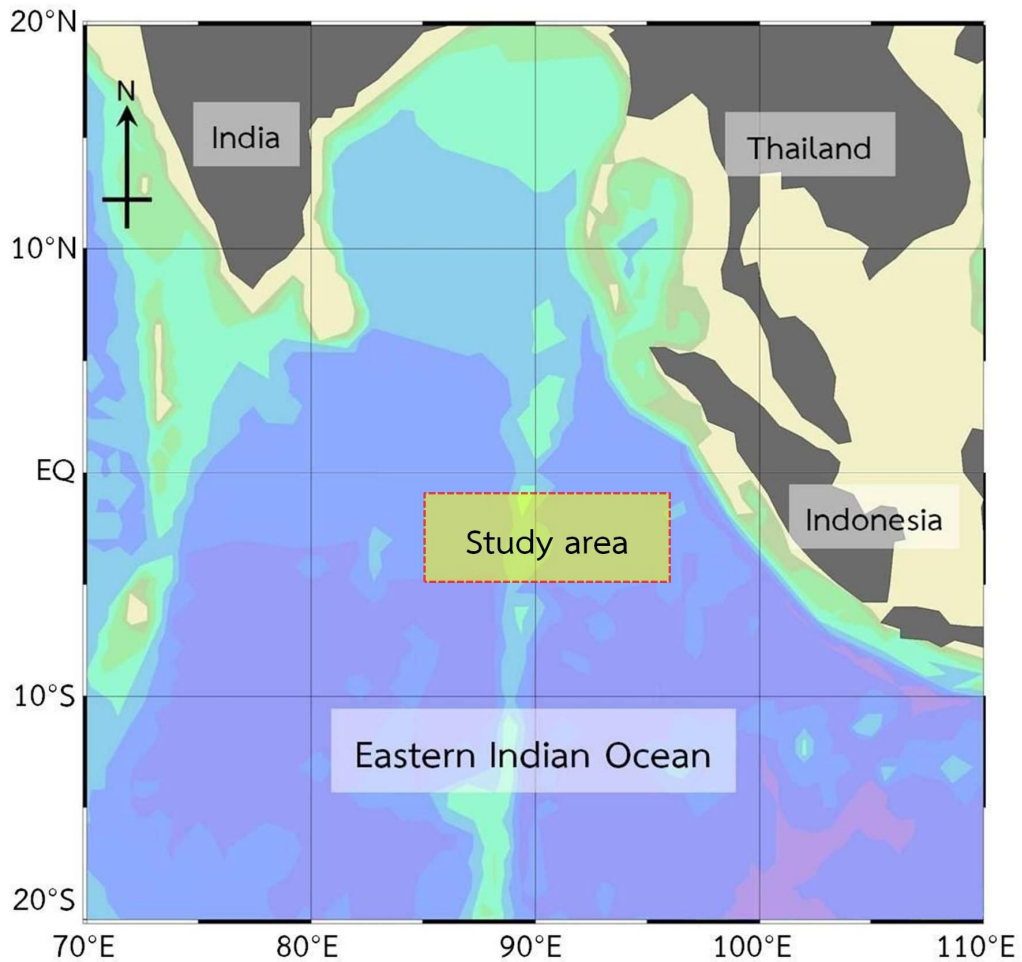 20°N
N
India
Thailand
10°N
EQ
Study area
Indonesia
10°S
Eastern Indian Ocean
20°S
70°E 80°E 90°E 100°E 110°E